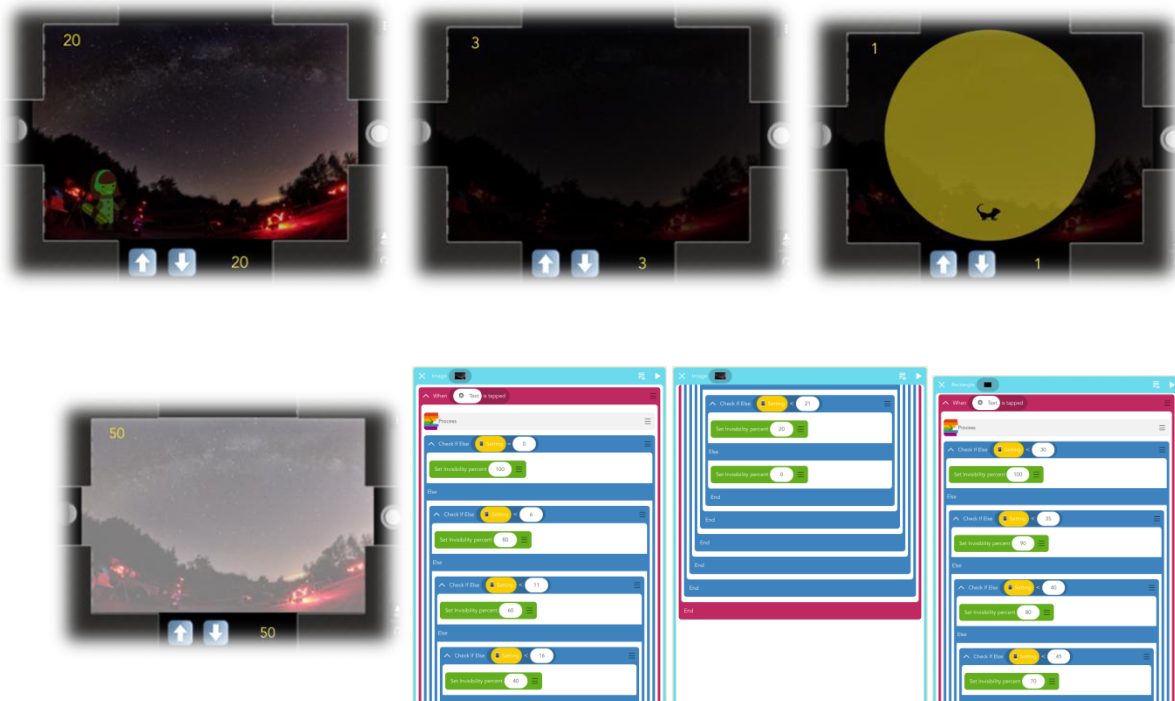 20
3
1
20
3
1
50
50
Image
When Text is tapped
Process
Check If Else Setting = 0
Set Invisibility percent 100
Else
Check If Else Setting < 6
Set Invisibility percent 80
Else
Check If Else Setting < 11
Set Invisibility percent 60
Else
Check If Else Setting < 16
Set Invisibility percent 40
Image
Check If Else Setting < 21
Set Invisibility percent 20
Else
Set Invisibility percent 0
End
End
End
End
End
End
Rectangle
When Text is tapped
Process
Check If Else Setting < 30
Set Invisibility percent 100
Else
Check If Else Setting < 35
Set Invisibility percent 90
Else
Check If Else Setting < 40
Set Invisibility percent 80
Else
Check If Else Setting < 45
Set Invisibility percent 70